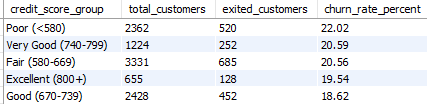 credit_score_group total_customers exited_customers churn_rate_percent
Poor (<580) 2362 520 22.02
Very Good (740-799) 1224 252 20.59
Fair (580-669) 3331 685 20.56
Excellent (800+) 655 128 19.54
Good (670-739) 2428 452 18.62